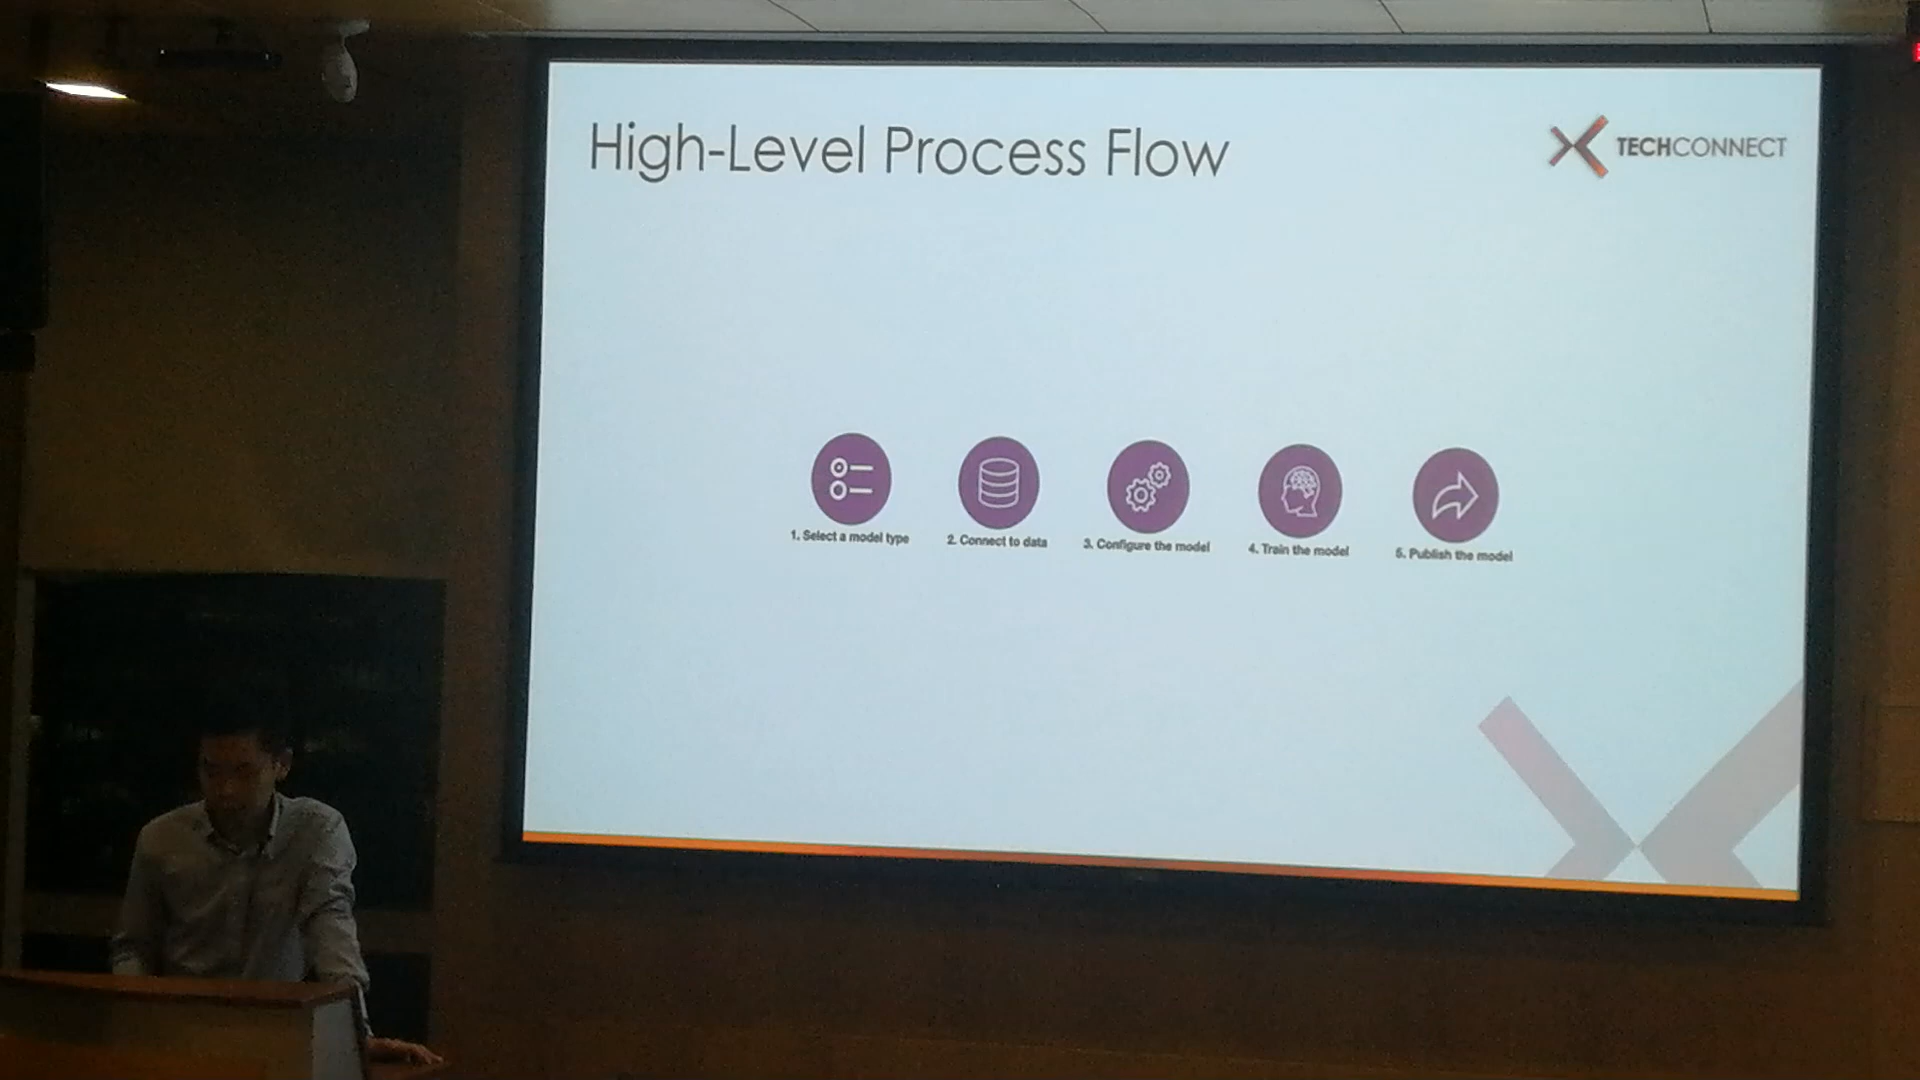 High-Level Process Flow
TECHCONNECT
1. Select a model type
2. Connect to data
3. Configure the model
4. Train the model
5. Publish the model